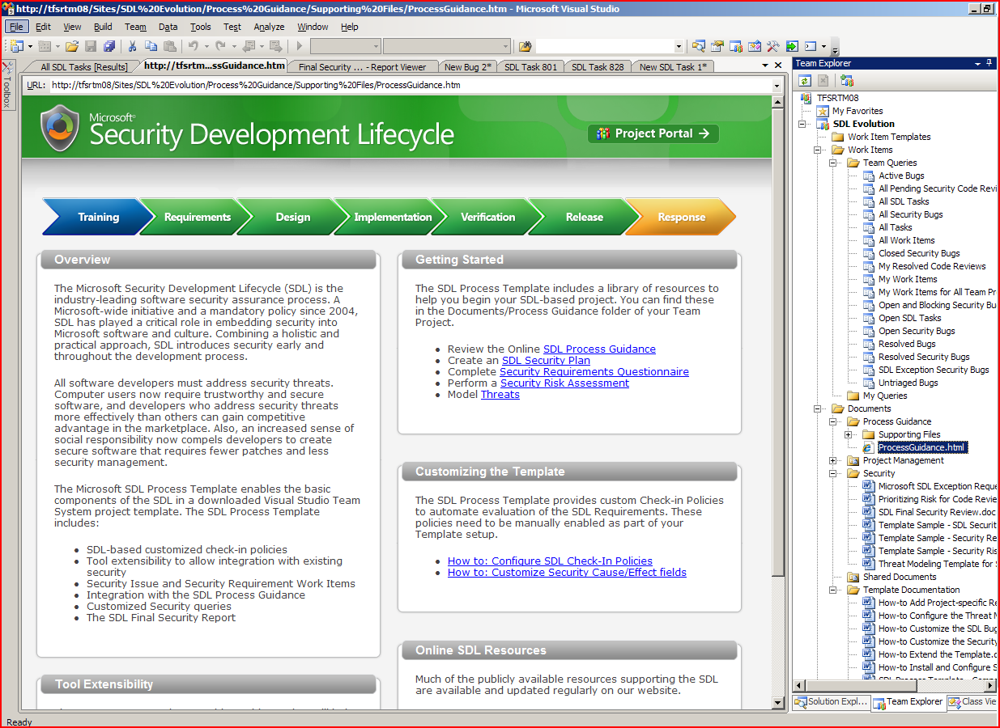 http://tfsrtm08/Sites/SDL%20Evolution/Process%20Guidance/Supporting%20Files/ProcessGuidance.htm - Microsoft Visual Studio
File Edit View Build Team Data Tools Test Analyze Window Help
All SDL Tasks [Results] http://tfsrtm...ssGuidance.htm Final Security ... - Report Viewer New Bug 2* SDL Task 801 SDL Task 828 New SDL Task 1*
Toolbox
URL: http://tfsrtm08/Sites/SDL%20Evolution/Process%20Guidance/Supporting%20Files/ProcessGuidance.htm
Microsoft®
Security Development Lifecycle
Project Portal →
Training Requirements Design Implementation Verification Release Response
Overview
The Microsoft Security Development Lifecycle (SDL) is the
industry-leading software security assurance process. A
Microsoft-wide initiative and a mandatory policy since 2004,
SDL has played a critical role in embedding security into
Microsoft software and culture. Combining a holistic and
practical approach, SDL introduces security early and
throughout the development process.
All software developers must address security threats.
Computer users now require trustworthy and secure
software, and developers who address security threats
more effectively than others can gain competitive
advantage in the marketplace. Also, an increased sense of
social responsibility now compels developers to create
secure software that requires fewer patches and less
security management.
The Microsoft SDL Process Template enables the basic
components of the SDL in a downloaded Visual Studio Team
System project template. The SDL Process Template
includes:
• SDL-based customized check-in policies
• Tool extensibility to allow integration with existing
security
• Security Issue and Security Requirement Work Items
• Integration with the SDL Process Guidance
• Customized Security queries
• The SDL Final Security Report
Tool Extensibility
Getting Started
The SDL Process Template includes a library of resources to
help you begin your SDL-based project. You can find these
in the Documents/Process Guidance folder of your Team
Project.
• Review the Online SDL Process Guidance
• Create an SDL Security Plan
• Complete Security Requirements Questionnaire
• Perform a Security Risk Assessment
• Model Threats
Customizing the Template
The SDL Process Template provides custom Check-in Policies
to automate evaluation of the SDL Requirements. These
policies need to be manually enabled as part of your
Template setup.
• How to: Configure SDL Check-In Policies
• How to: Customize Security Cause/Effect fields
Online SDL Resources
Much of the publicly available resources supporting the SDL
are available and updated regularly on our website.
Team Explorer
TFSRTM08
My Favorites
SDL Evolution
Work Item Templates
Work Items
Team Queries
Active Bugs
All Pending Security Code Revi
All SDL Tasks
All Security Bugs
All Tasks
All Work Items
Closed Security Bugs
My Resolved Code Reviews
My Work Items
My Work Items for All Team Pr
Open and Blocking Security Bu
Open SDL Tasks
Open Security Bugs
Resolved Bugs
Resolved Security Bugs
SDL Exception Security Bugs
Untriaged Bugs
My Queries
Documents
Process Guidance
Supporting Files
ProcessGuidance.html
Project Management
Security
Microsoft SDL Exception Reque
Prioritizing Risk for Code Revie
SDL Final Security Review.doc
Template Sample - SDL Securit
Template Sample - Security Re
Template Sample - Security Ris
Threat Modeling Template for S
Shared Documents
Template Documentation
How-to Add Project-specific Re
How-to Configure the Threat M
How-to Customize the SDL Bug
How-to Customize the Security
How-to Extend the Template.d
How-to Install and Configure S
Solution Expl... Team Explorer Class Vie
Ready